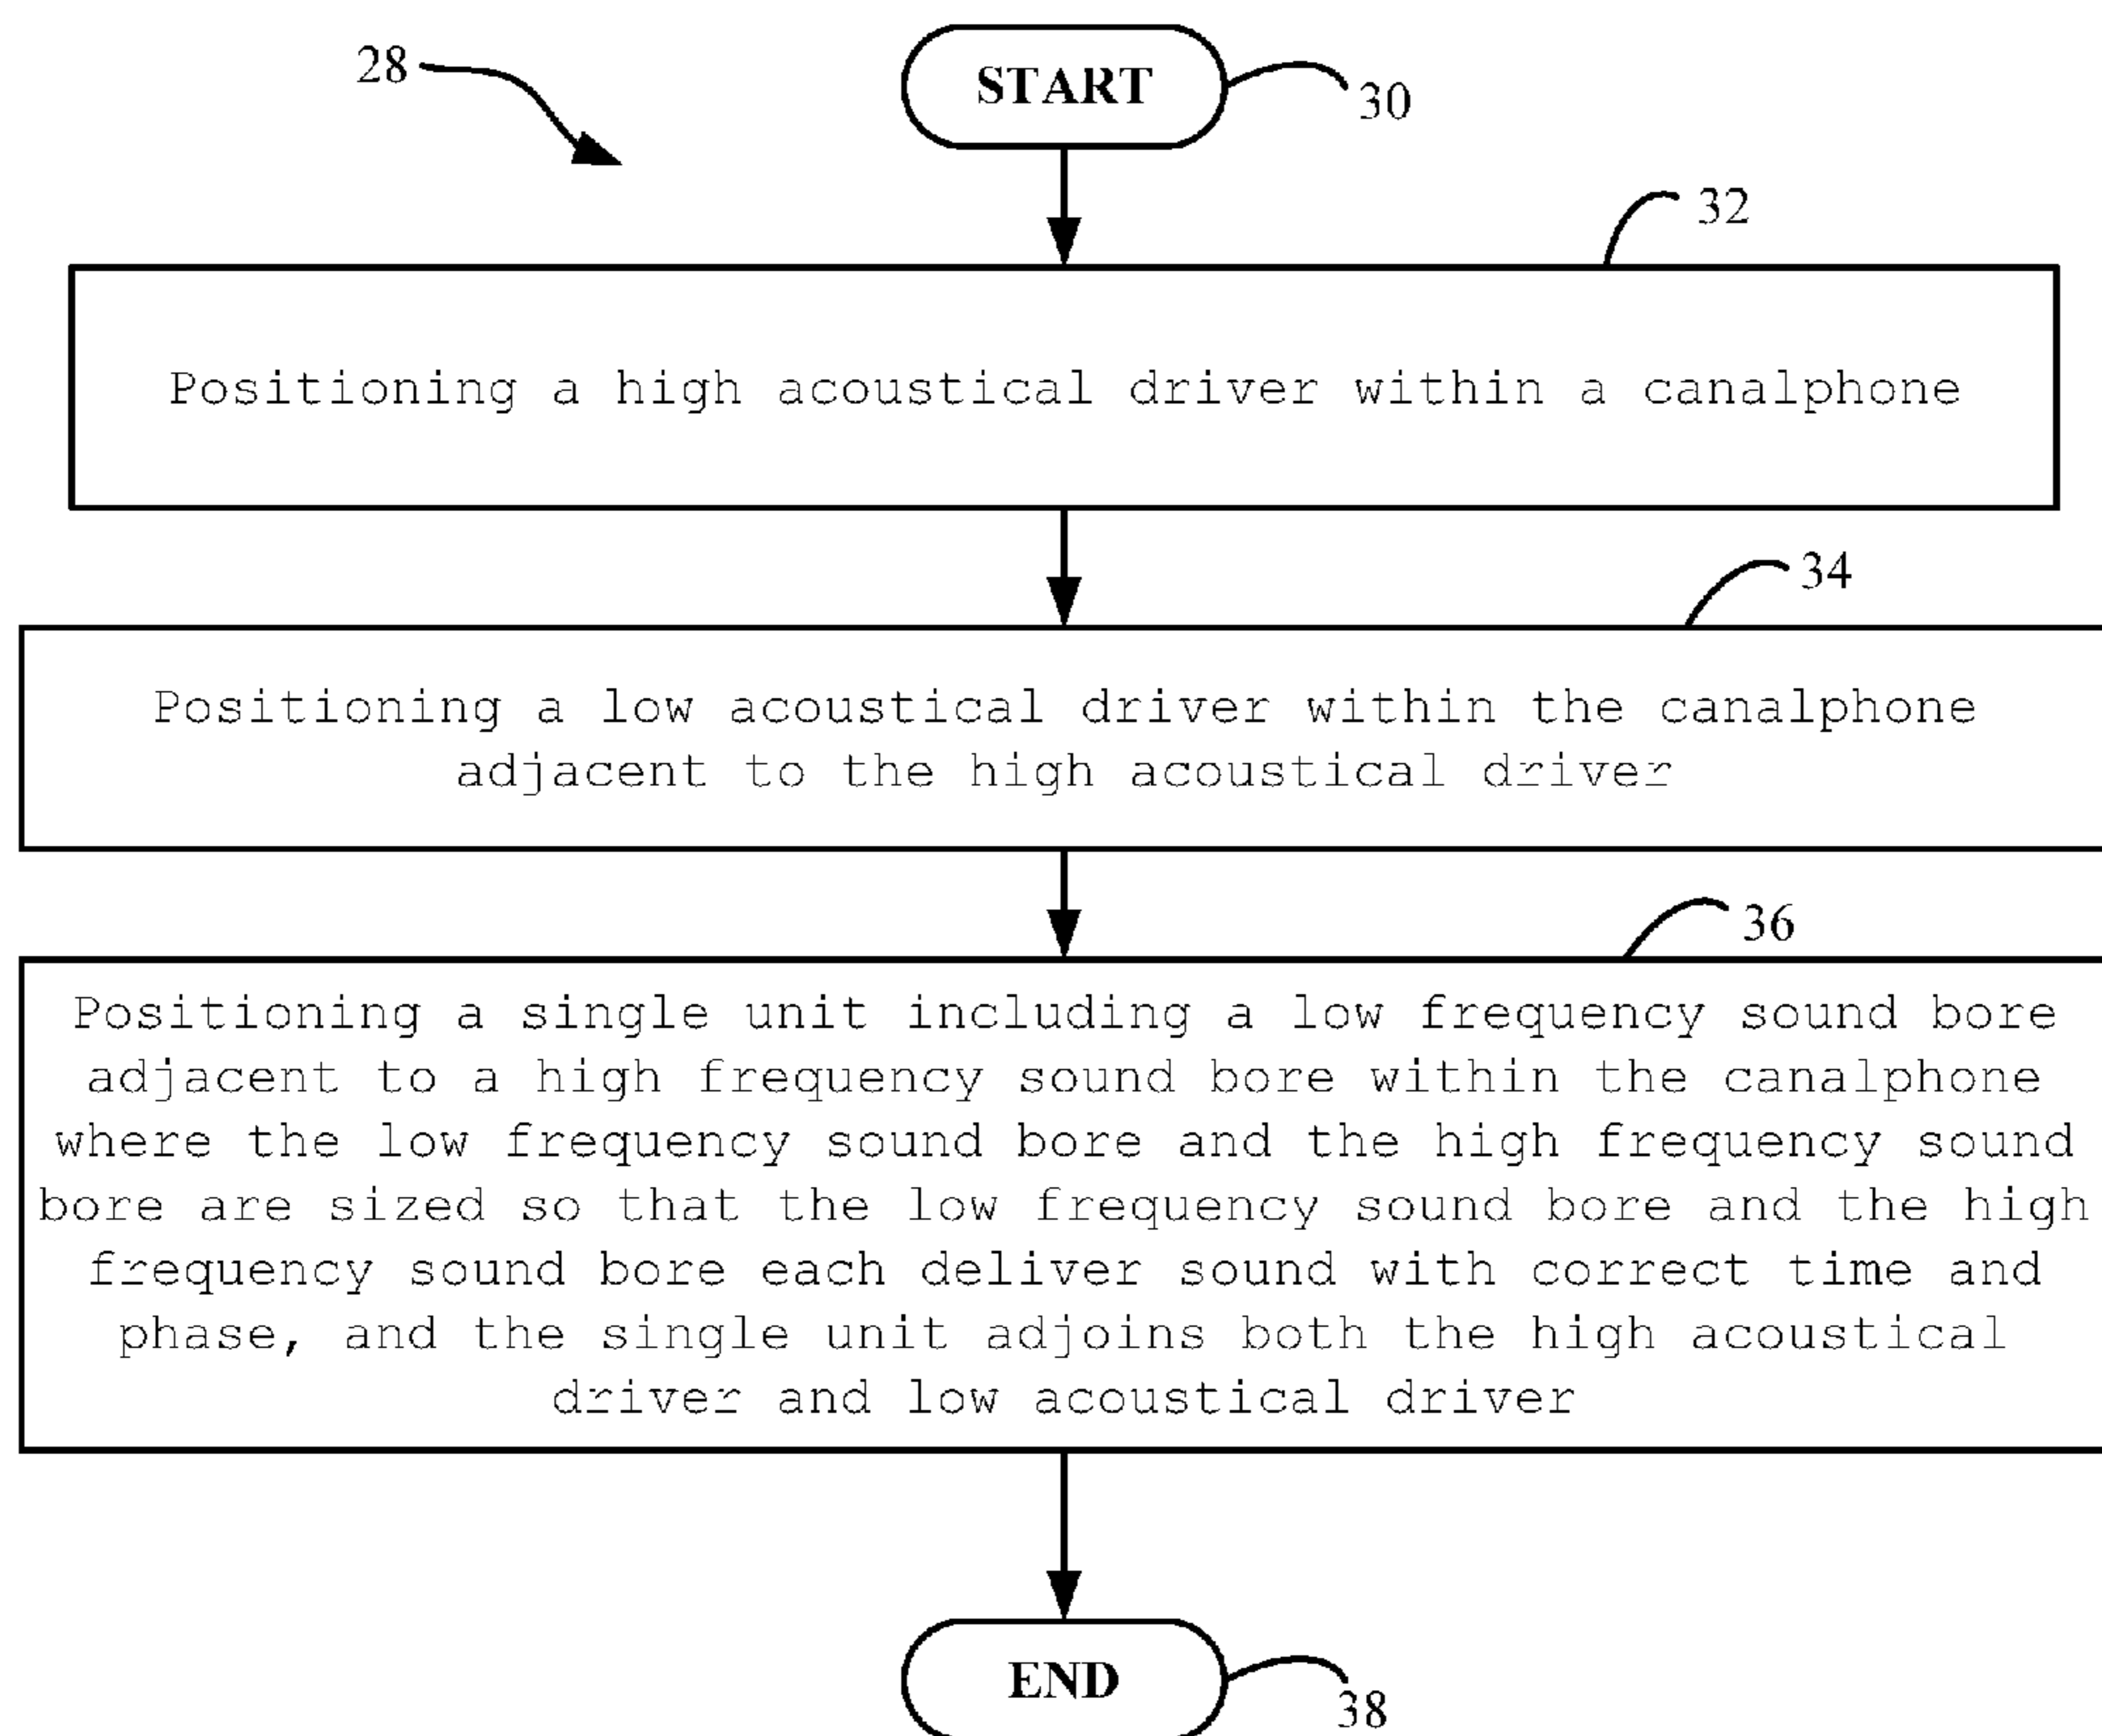 28
START
30
32
Positioning a high acoustical driver within a canalphone
34
Positioning a low acoustical driver within the canalphone
adjacent to the high acoustical driver
36
Positioning a single unit including a low frequency sound bore
adjacent to a high frequency sound bore within the canalphone
where the low frequency sound bore and the high frequency sound
bore are sized so that the low frequency sound bore and the high
frequency sound bore each deliver sound with correct time and
phase, and the single unit adjoins both the high acoustical
driver and low acoustical driver
END
38